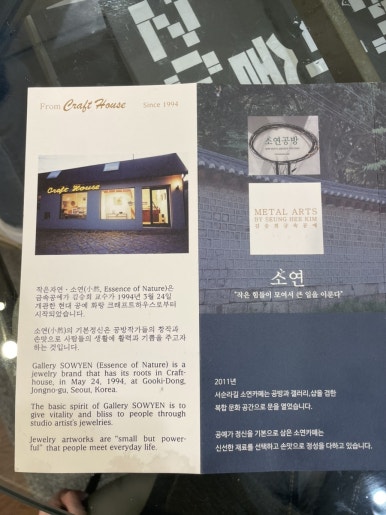 From Craft House Since 1994
Craft House
작은자연 - 소연(小然, Essence of Nature)은
금속공예가 김승희 교수가 1994년 3월 24일
개관한 현대 공예 화랑 크래프트하우스로부터
시작되었습니다.
소연(小然)의 기본정신은 공방작가들의 창작과
손맛으로 사람들의 생활에 활력과 기쁨을 주고자
하는 것입니다.
Gallery SOWYEN (Essence of Nature) is a
jewelry brand that has its roots in Craft-
house, in May 24, 1994, at Gooki-Dong,
Jongno-gu, Seout, Korea.
The basic spirit of Gallery SOWYEN is to
give vitality and bliss to people through
studio artist's jewelries.
Jewelry artworks are "small but power-
ful" that people meet everyday life.
소연공방
METAL ARTS
BY SEUNG HEE KIM
김승희금속공예
소연
"작은 힘들이 모여서 큰 일을 이룬다"
2011년
서순라길 소연카페는 공방과 갤러리,샵을 겸한
복합 문화 공간으로 문을 열었습니다.
공예가 정신을 기본으로 삼은 소연카페는
신선한 재료를 선택하고 손맛으로 정성을 다하고 있습니다.